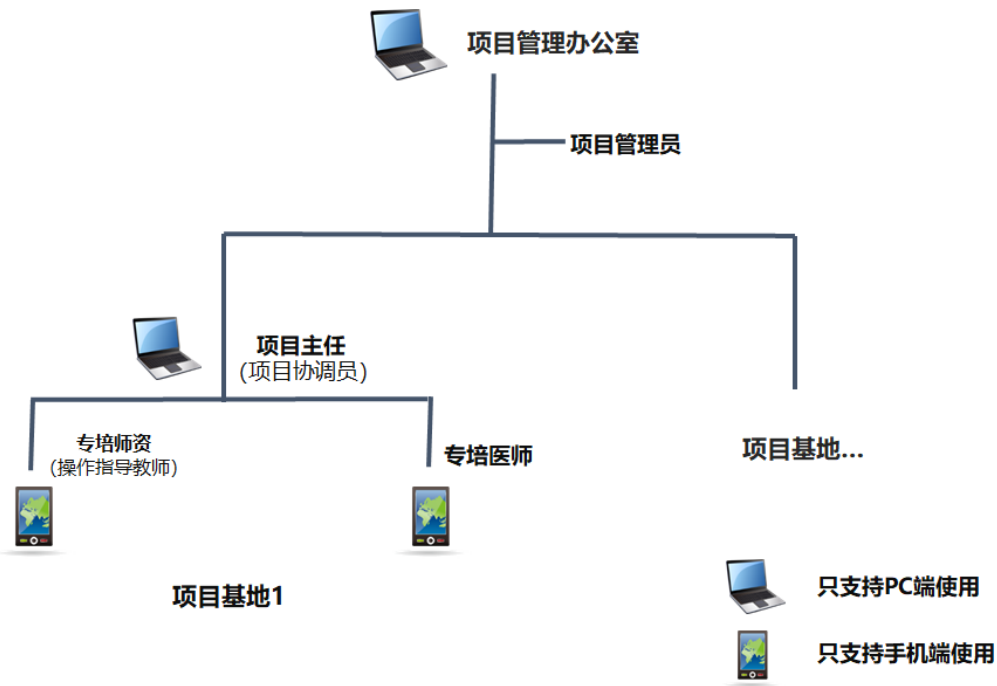 项目管理办公室
项目管理员
项目主任
(项目协调员)
专培师资
(操作指导教师)
专培医师
项目基地...
项目基地1
只支持PC端使用
只支持手机端使用